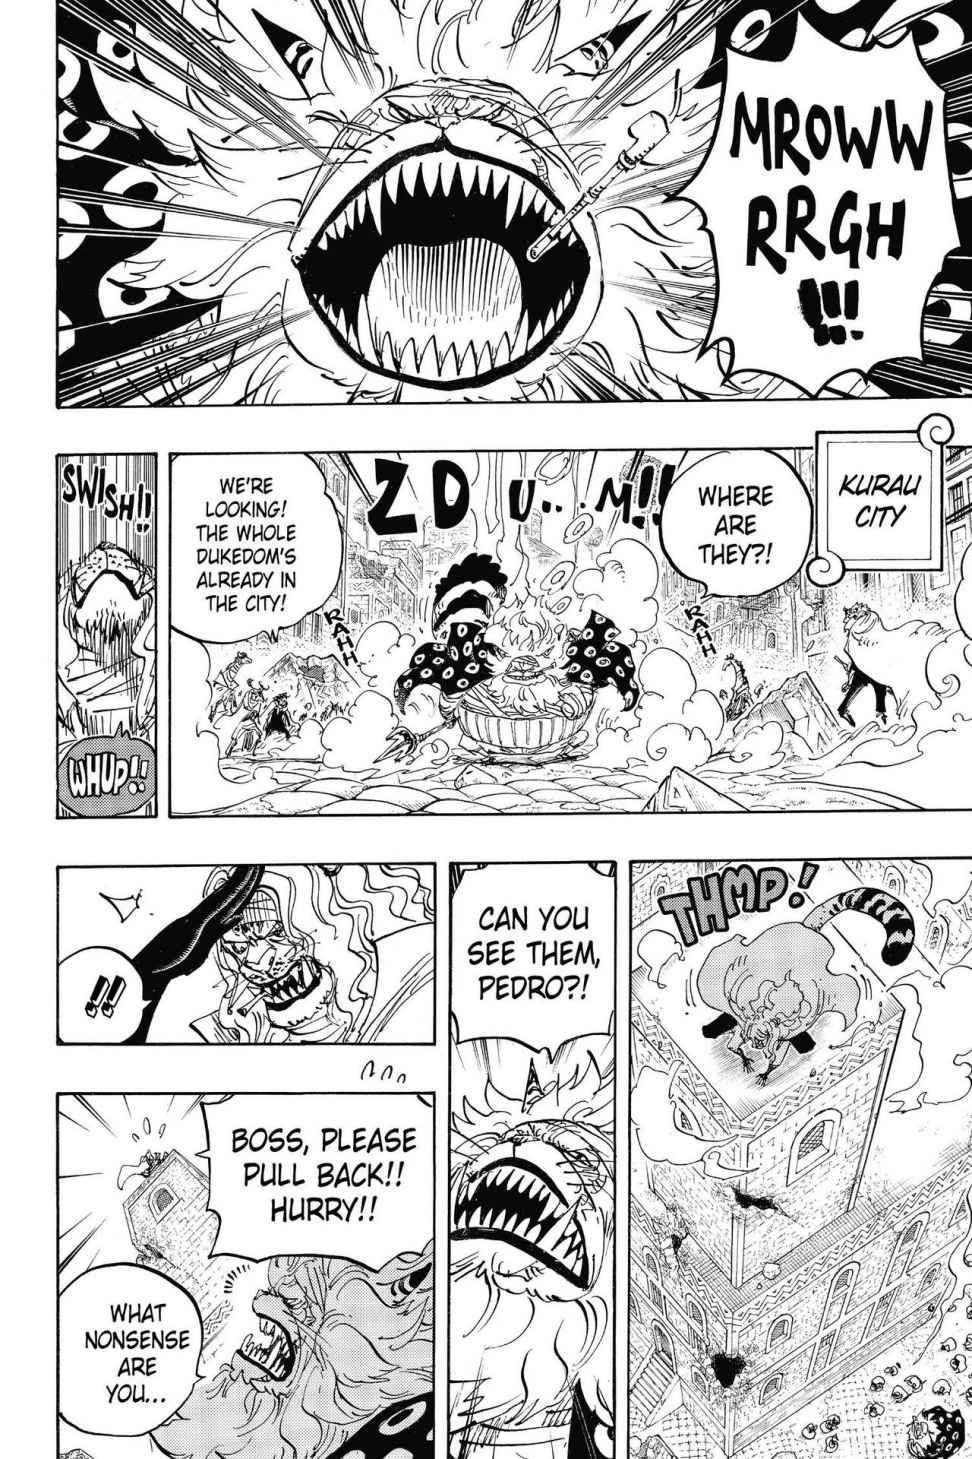 MROWW
RRGH
!!!
KURAU
CITY
WHERE
ARE
THEY?!
RAHH
ZDU...M!!
WE'RE
LOOKING!
THE WHOLE
DUKEDOM'S
ALREADY IN
THE CITY!
RAHH
SWISH!!
WHUP!!
THMP!
CAN YOU
SEE THEM,
PEDRO?!
!!
BOSS, PLEASE
PULL BACK!!
HURRY!!
WHAT
NONSENSE
ARE
YOU...